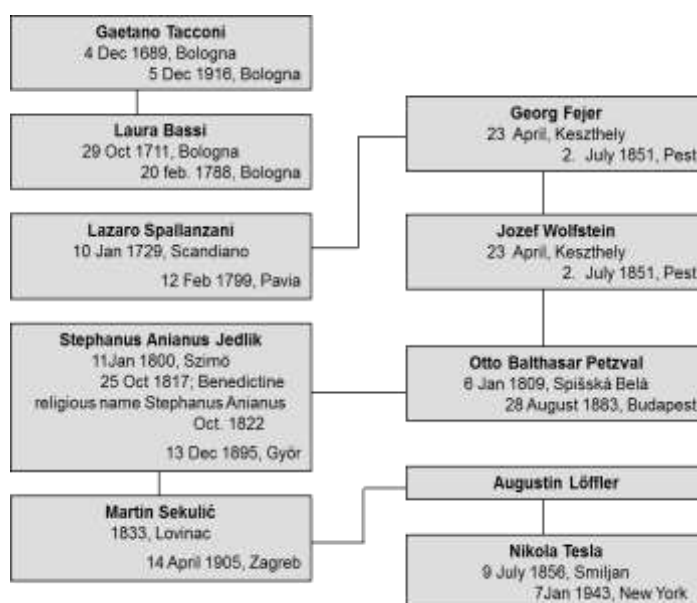 Gaetano Tacconi
4 Dec 1689, Bologna
5 Dec 1916, Bologna
Laura Bassi
29 Oct 1711, Bologna
20 feb. 1788, Bologna
Lazaro Spallanzani
10 Jan 1729, Scandiano
12 Feb 1799, Pavia
Georg Fejer
23 April, Keszthely
2. July 1851, Pest
Jozef Wolfstein
23 April, Keszthely
2. July 1851, Pest
Otto Balthasar Petzval
6 Jan 1809, Spišská Belá
28 August 1883, Budapest
Stephanus Anianus Jedlik
11Jan 1800, Szimö
25 Oct 1817; Benedictine
religious name Stephanus Anianus
Oct. 1822
13 Dec 1895, Györ
Martin Sekulić
1833, Lovinac
14 April 1905, Zagreb
Augustin Löffler
Nikola Tesla
9 July 1856, Smiljan
7Jan 1943, New York